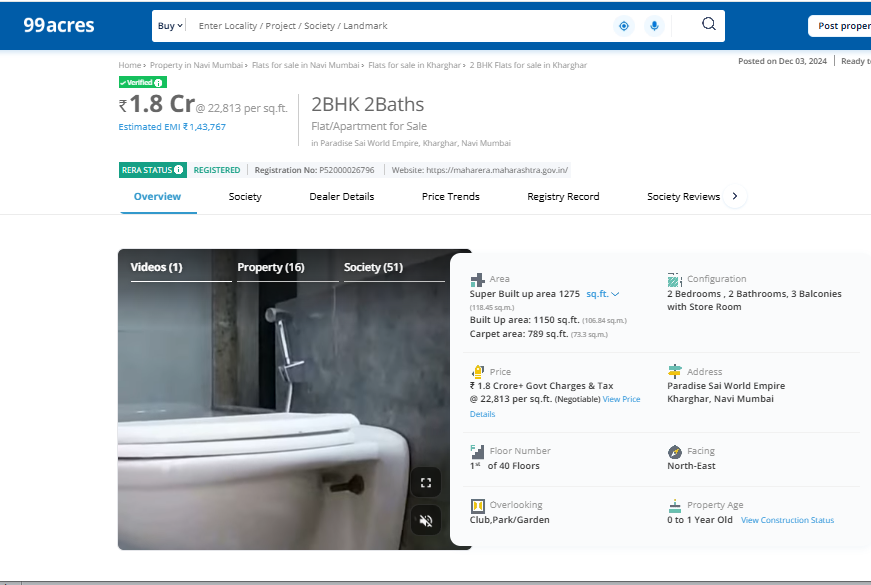 99acres
Buy
Enter Locality / Project / Society / Landmark
Post proper
Home > Property in Navi Mumbai > Flats for sale in Navi Mumbai > Flats for sale in Kharghar > 2 BHK Flats for sale in Kharghar
Posted on Dec 03, 2024
Ready t
Verified
₹1.8 Cr @ 22,813 per sq.ft.
Estimated EMI ₹1,43,767
2BHK 2Baths
Flat/Apartment for Sale
in Paradise Sai World Empire, Kharghar, Navi Mumbai
RERA STATUS REGISTERED Registration No: P52000026796 Website: https://maharera.maharashtra.gov.in/
Overview Society Dealer Details Price Trends Registry Record Society Reviews
Videos (1) Property (16) Society (51)
Area
Super Built up area 1275 sq.ft.
(118.45 sq.m.)
Built Up area: 1150 sq.ft. (106.84 sq.m.)
Carpet area: 789 sq.ft. (73.3 sq.m.)
Configuration
2 Bedrooms , 2 Bathrooms, 3 Balconies
with Store Room
Price
₹ 1.8 Crore+ Govt Charges & Tax
@ 22,813 per sq.ft. (Negotiable) View Price
Details
Address
Paradise Sai World Empire
Kharghar, Navi Mumbai
Floor Number
1st of 40 Floors
Facing
North-East
Overlooking
Club,Park/Garden
Property Age
0 to 1 Year Old View Construction Status